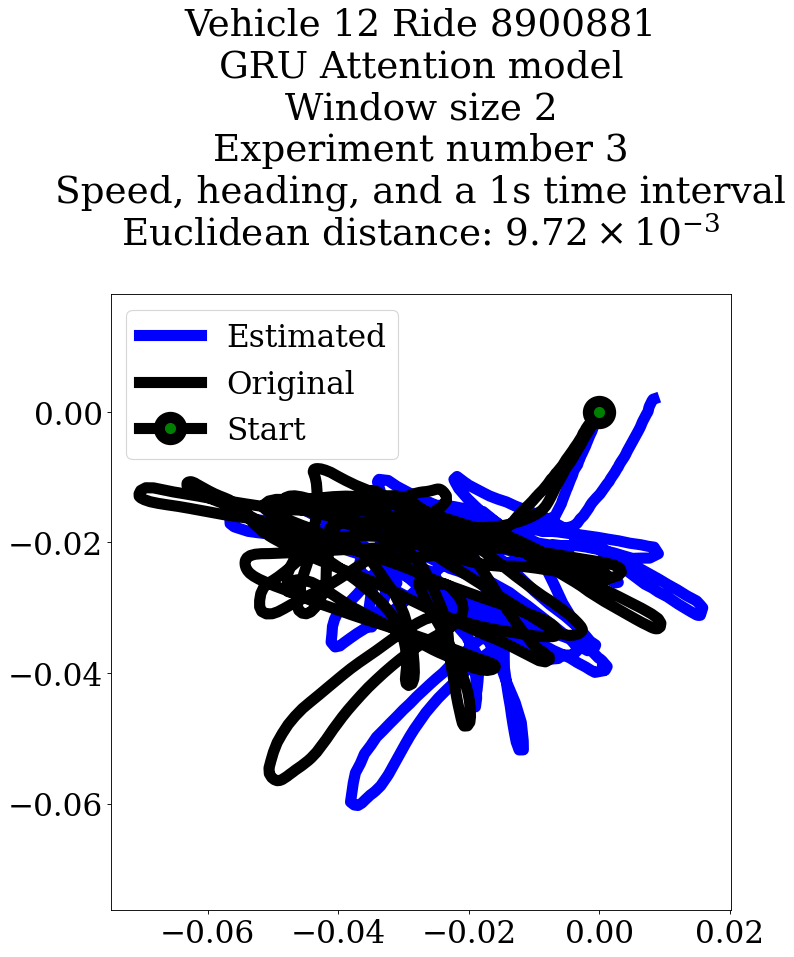 Vehicle 12 Ride 8900881
GRU Attention model
Window size 2
Experiment number 3
Speed, heading, and a 1s time interval
Euclidean distance: 9.72 × 10⁻³
Estimated
Original
Start
0.00
−0.02
−0.04
−0.06
−0.06 −0.04 −0.02 0.00 0.02